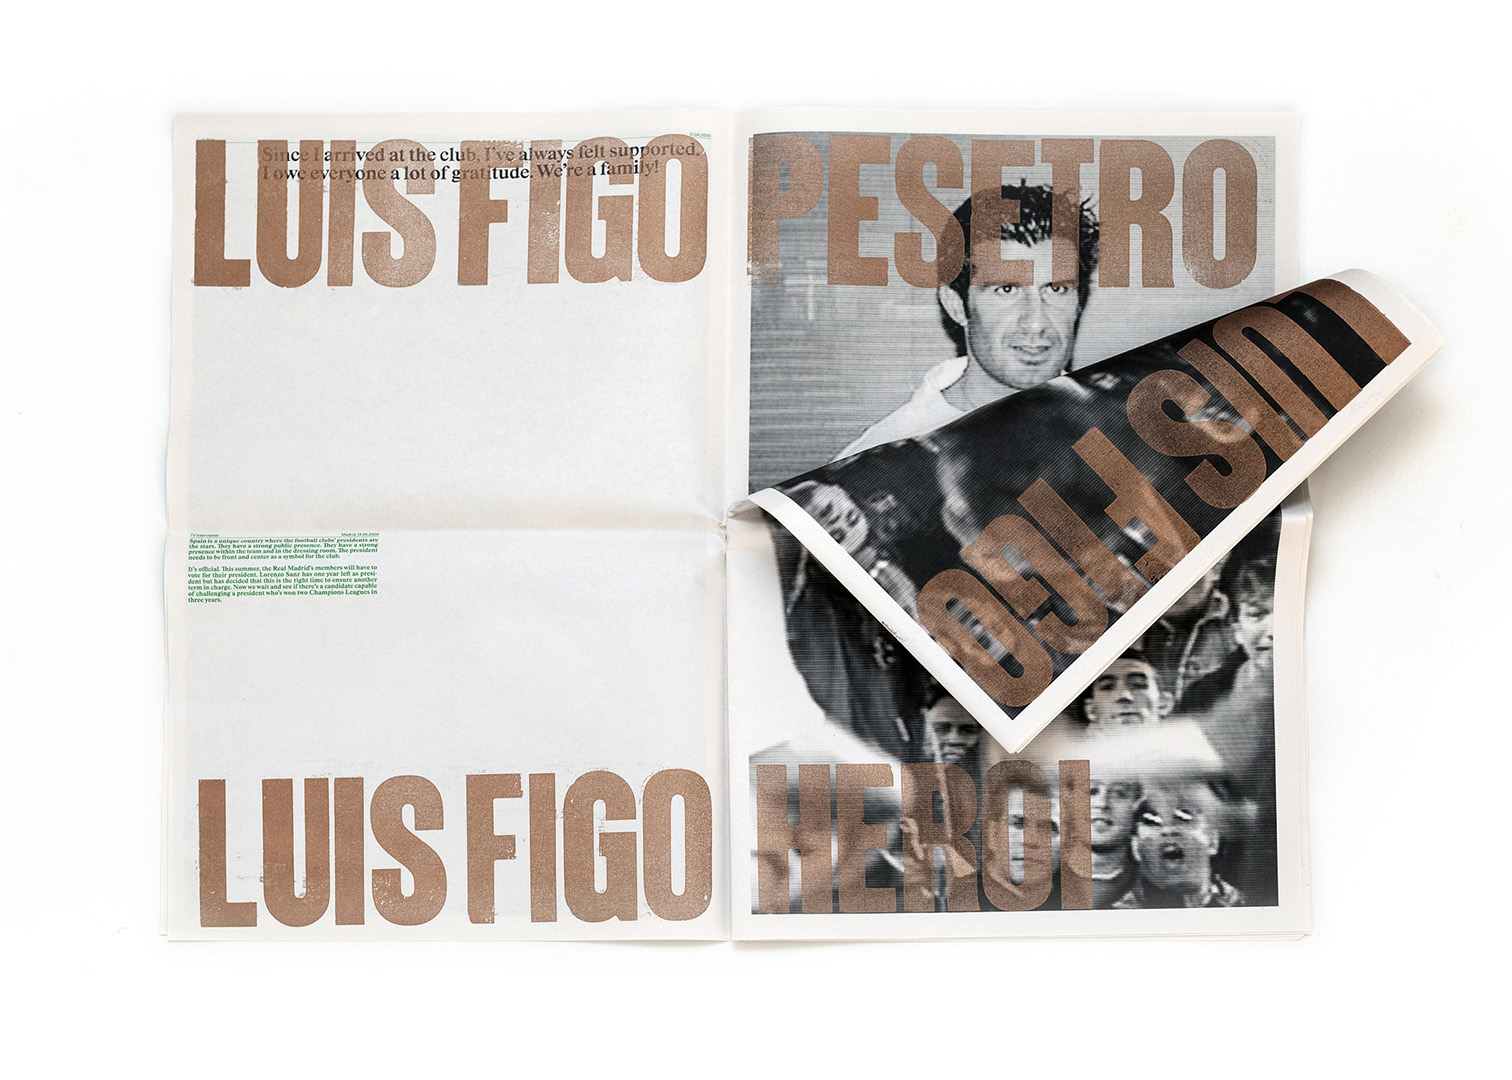 21.04.2000
Since I arrived at the club, I've always felt supported.
I owe everyone a lot of gratitude. We're a family!
LUIS FIGO
TV Interviewer Madrid, 14.05.2000
Spain is a unique country where the football clubs' presidents are
the stars. They have a strong public presence. They have a strong
presence within the team and in the dressing room. The president
needs to be front and center as a symbol for the club.
It's official. This summer, the Real Madrid's members will have to
vote for their president. Lorenzo Sanz has one year left as presi-
dent but has decided that this is the right time to ensure another
term in charge. Now we wait and see if there's a candidate capable
of challenging a president who's won two Champions Leagues in
three years.
LUIS FIGO
PESETRO
LUIS FIGO
HEROI